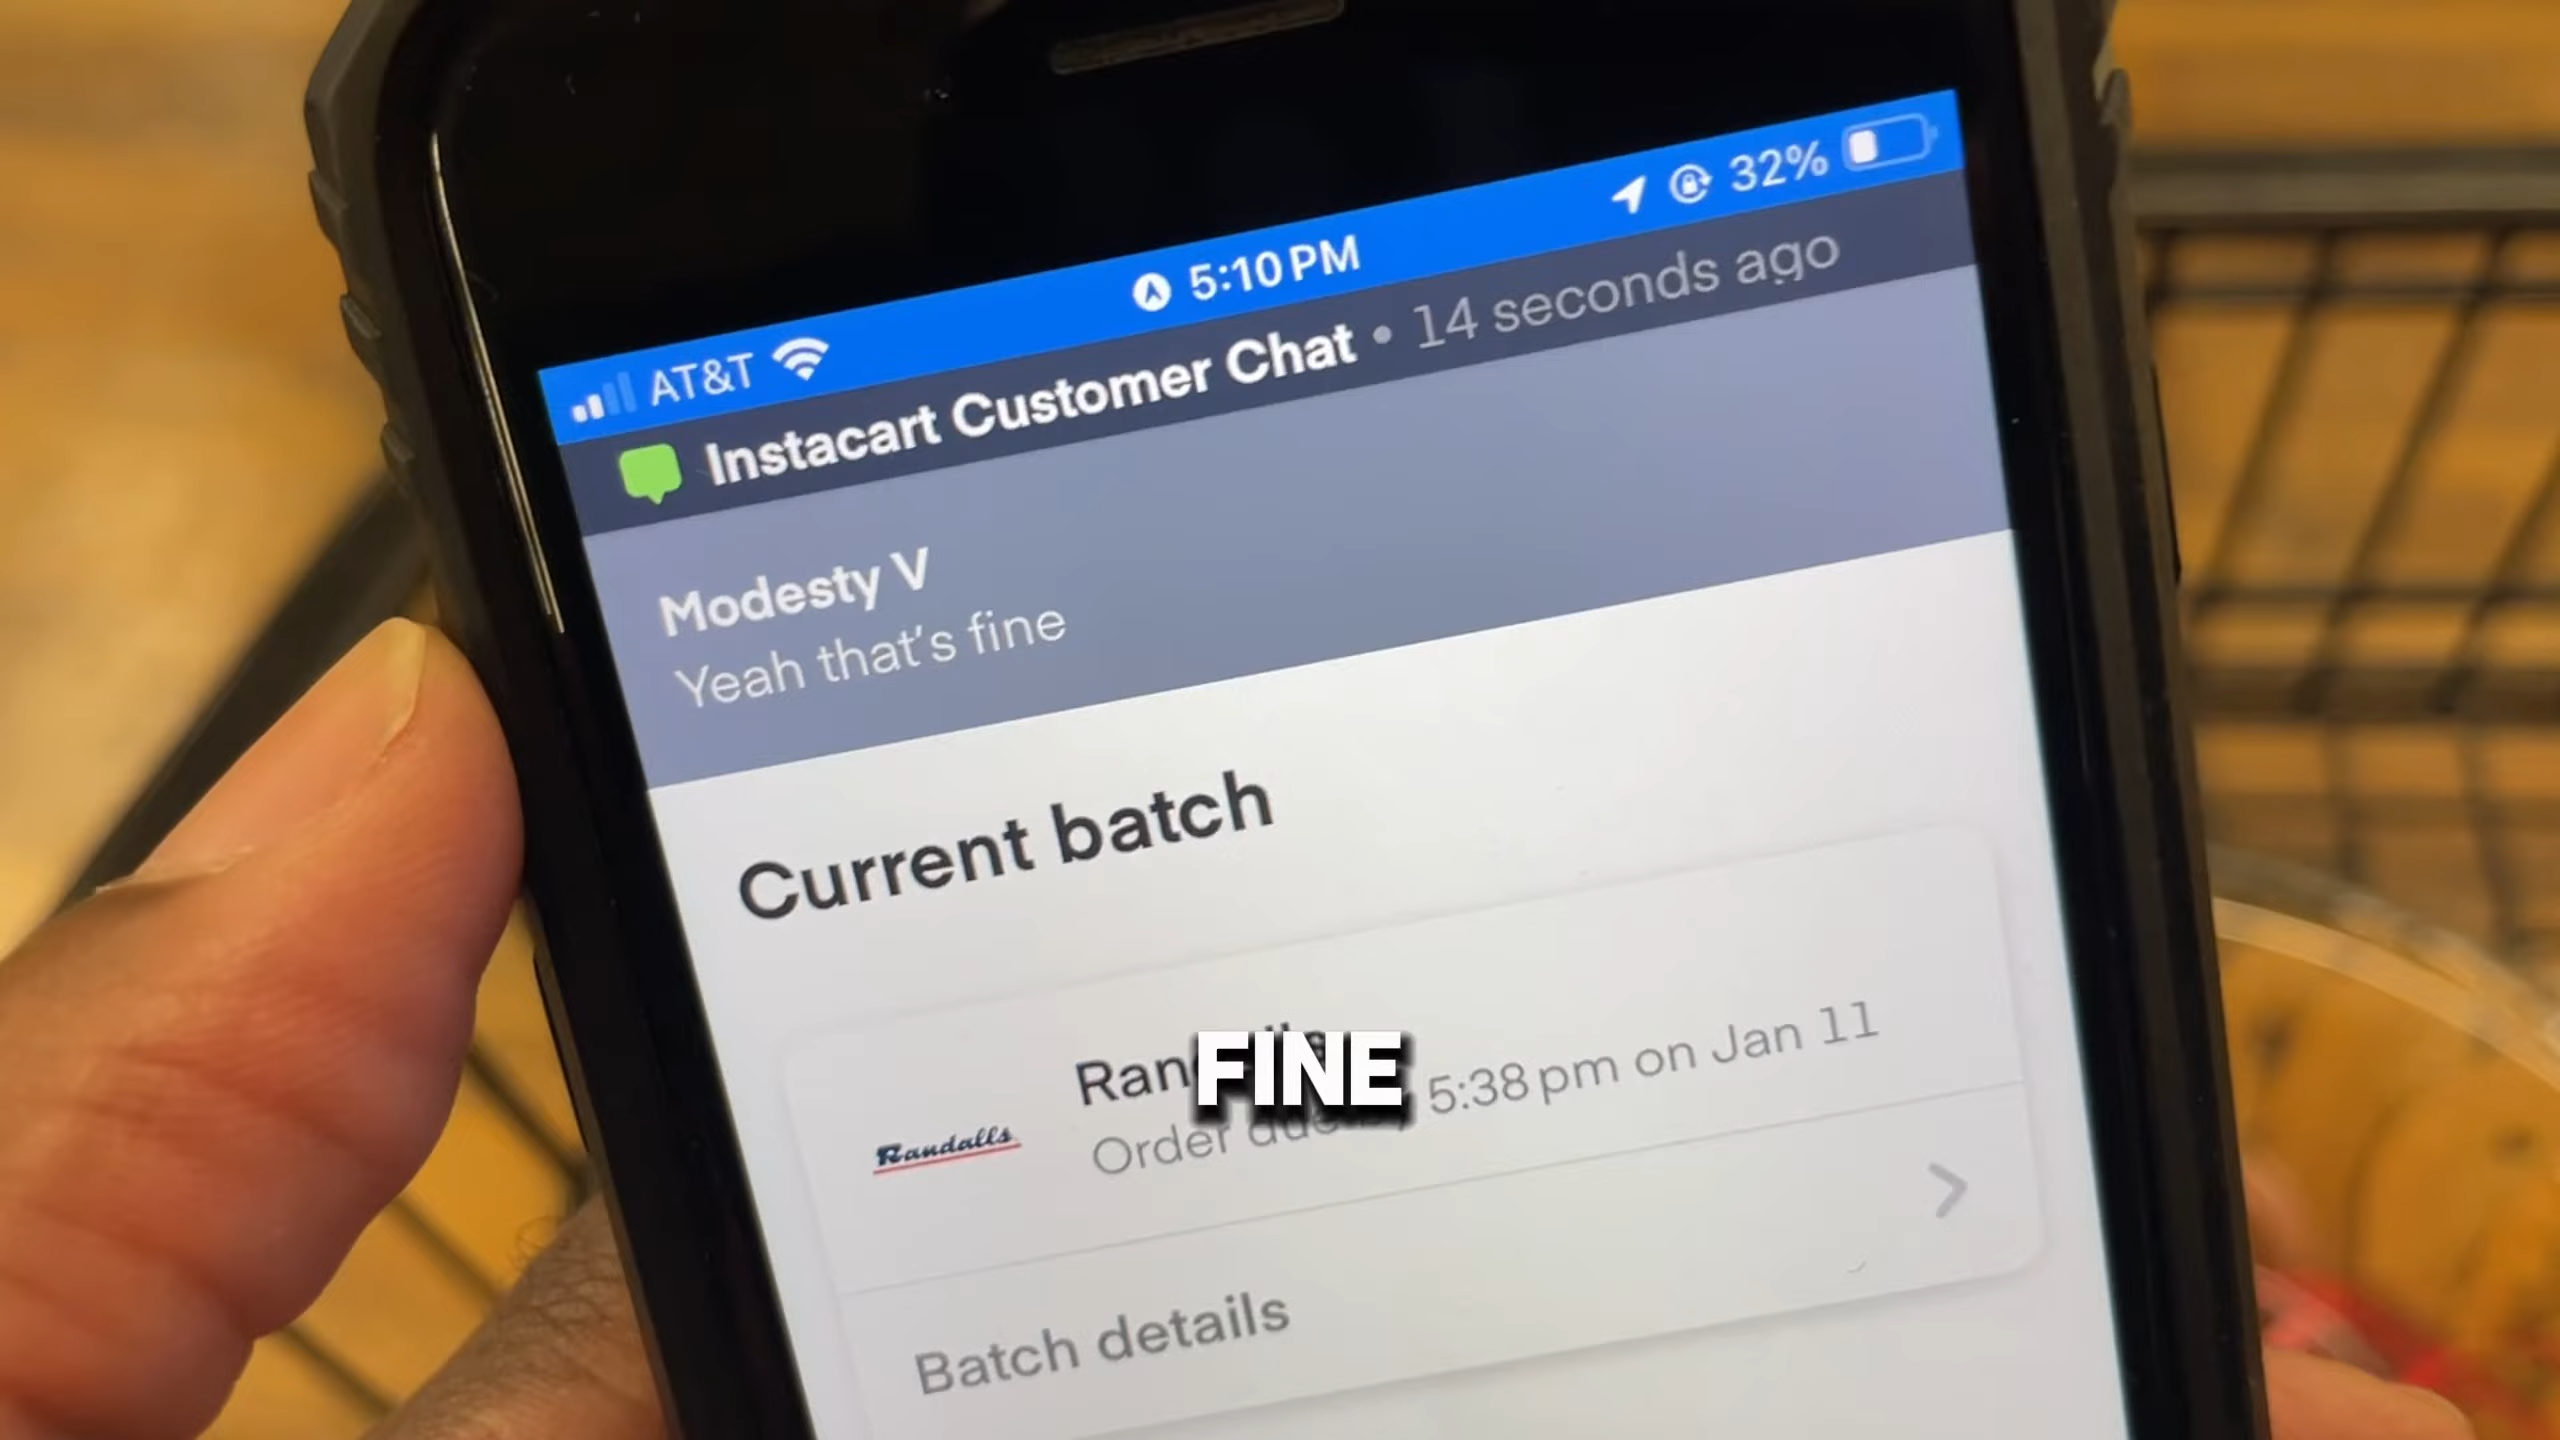 AT&T 5:10 PM 32%
Instacart Customer Chat • 14 seconds ago
Modesty V
Yeah that's fine
Current batch
Randalls
Order 5:38 pm on Jan 11
Randalls
FINE
Batch details